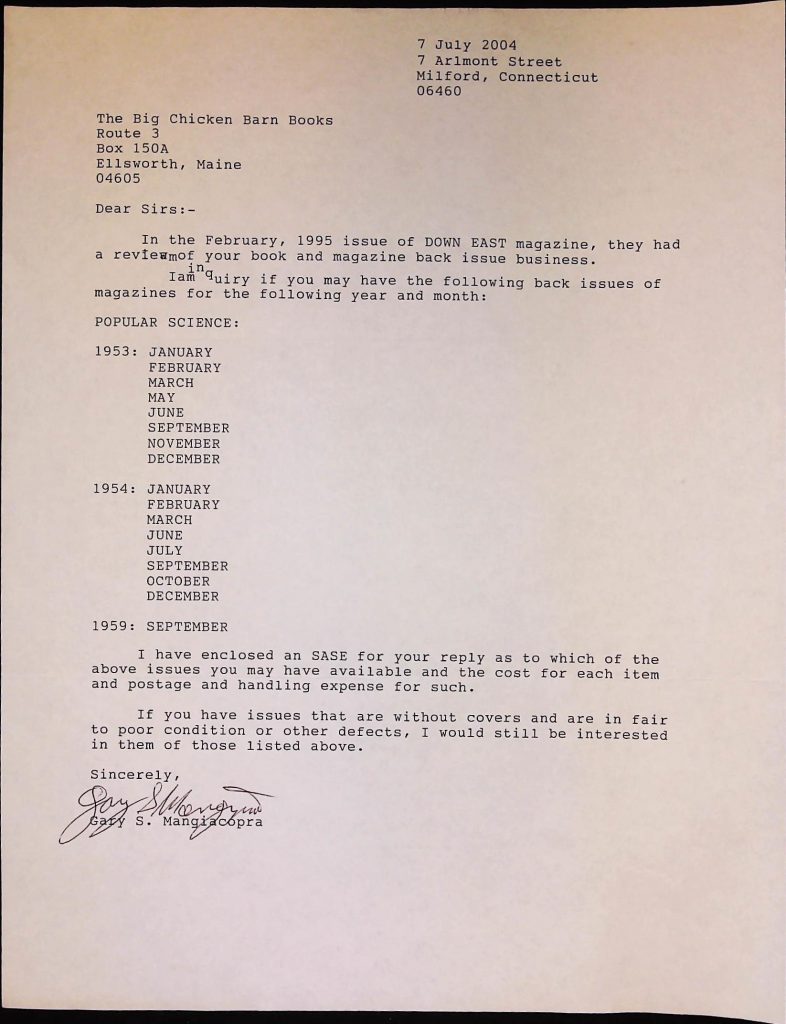 7 July 2004
7 Arlmont Street
Milford, Connecticut
06460
The Big Chicken Barn Books
Route 3
Box 150A
Ellsworth, Maine
04605
Dear Sirs:-
In the February, 1995 issue of DOWN EAST magazine, they had
a reviewmof your book and magazine back issue business.
Iam inquiry if you may have the following back issues of
magazines for the following year and month:
POPULAR SCIENCE:
1953: JANUARY
FEBRUARY
MARCH
MAY
JUNE
SEPTEMBER
NOVEMBER
DECEMBER
1954: JANUARY
FEBRUARY
MARCH
JUNE
JULY
SEPTEMBER
OCTOBER
DECEMBER
1959: SEPTEMBER
I have enclosed an SASE for your reply as to which of the
above issues you may have available and the cost for each item
and postage and handling expense for such.
If you have issues that are without covers and are in fair
to poor condition or other defects, I would still be interested
in them of those listed above.
Sincerely,
Gary S. Mangiacopra
Gary S. Mangiacopra